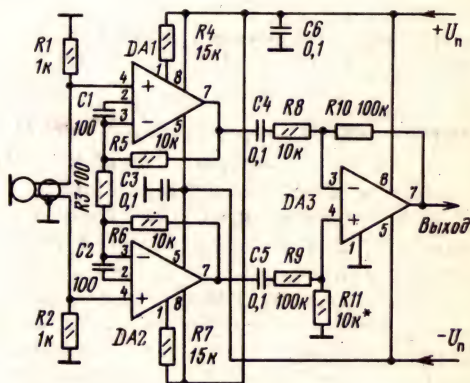 R1
1к
DA1
R4
15к
C6
0,1
+Uп
1
8
4
+
2
3
−
7
5
C1
100
R5
10к
C4
0,1
R8
10к
R10 100к
R3 100
C3
0,1
DA3
3
−
4
+
8
7
5
1
Выход
R6
10к
C2
100
3
−
2
4
+
5
7
1
8
C5
0,1
R9
100к
R11
10к*
R2
1к
DA2
R7
15к
−Uп